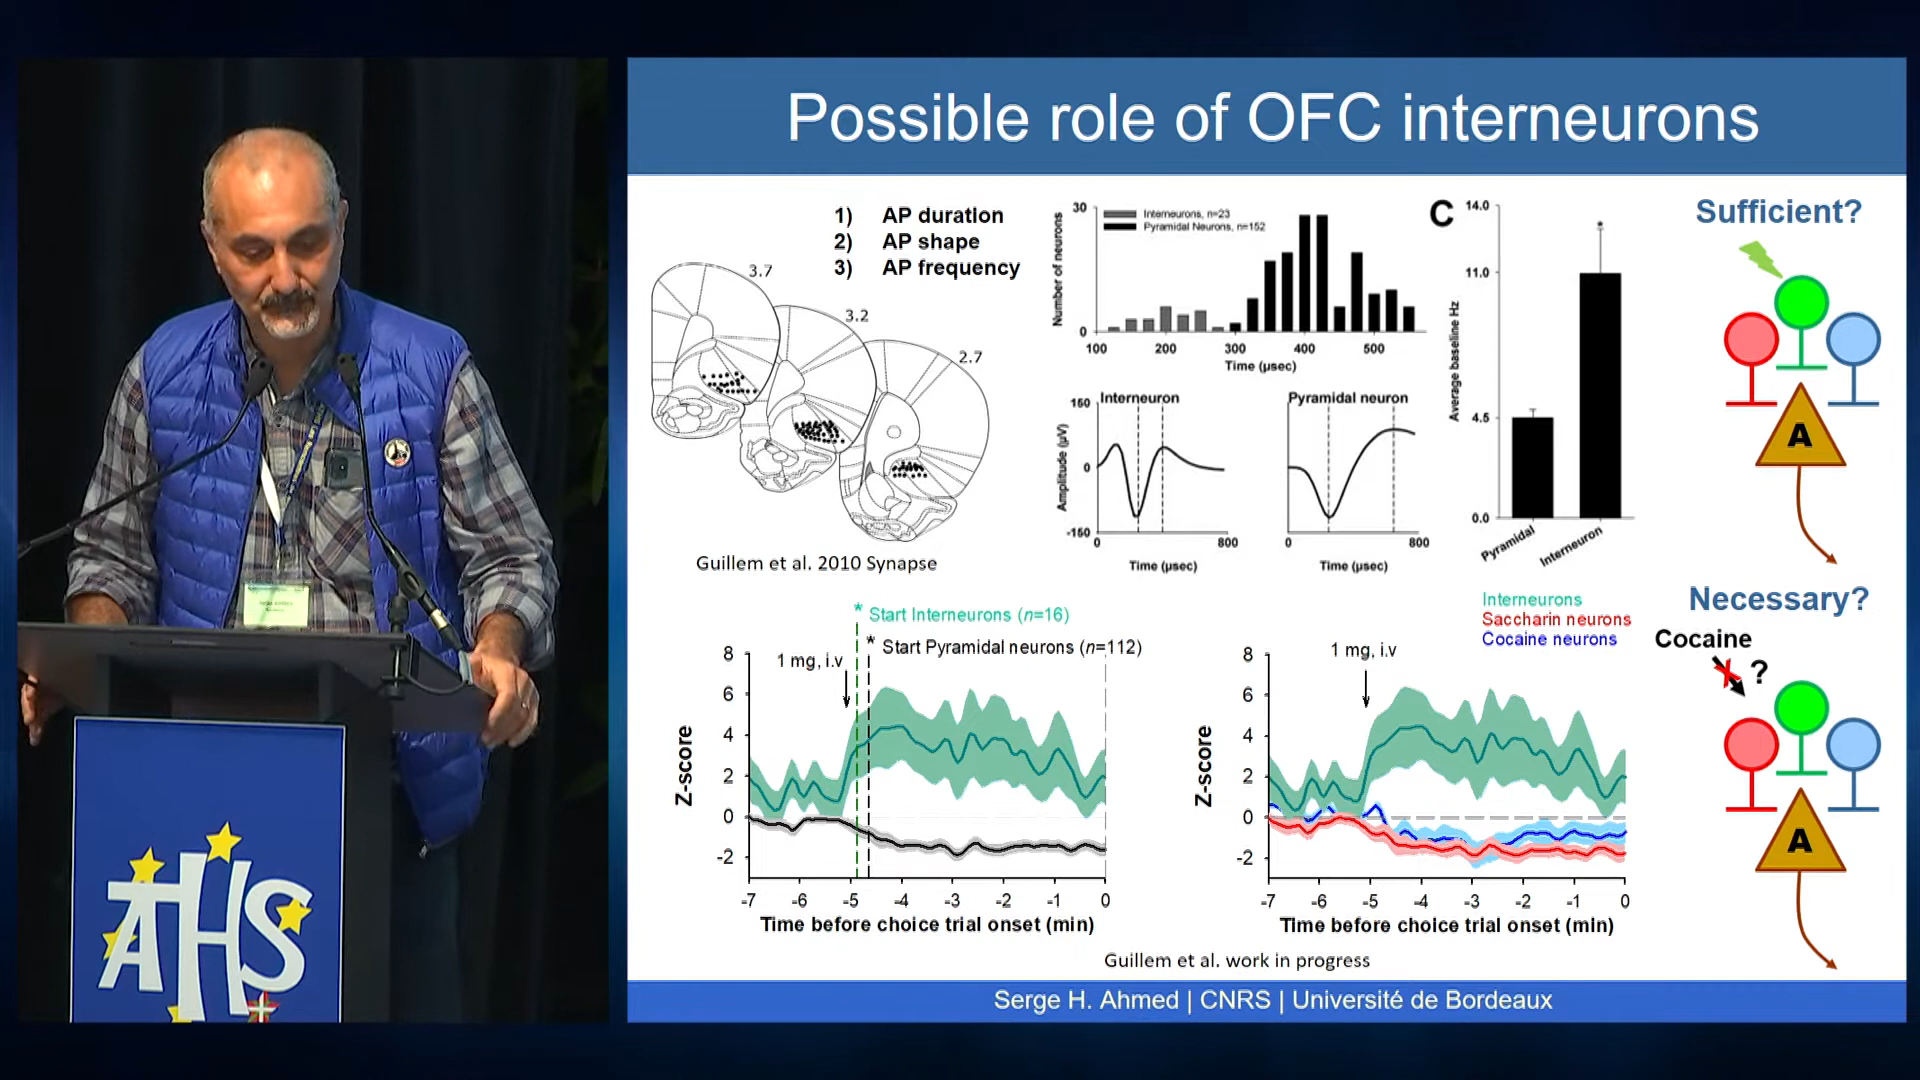 Possible role of OFC interneurons
1) AP duration
2) AP shape
3) AP frequency
3.7
3.2
2.7
Guillem et al. 2010 Synapse
Number of neurons
30
0
Interneurons, n=23
Pyramidal Neurons, n=152
100 200 300 400 500
Time (µsec)
Interneuron
Amplitude (µV)
150
0
-150
0 800
Time (µsec)
Pyramidal neuron
0 800
Time (µsec)
C
Average baseline Hz
14.0
11.0
4.5
0.0
*
Pyramidal
Interneuron
Sufficient?
A
* Start Interneurons (n=16)
* Start Pyramidal neurons (n=112)
1 mg, i.v
Z-score
8
6
4
2
0
-2
-7 -6 -5 -4 -3 -2 -1 0
Time before choice trial onset (min)
Interneurons
Saccharin neurons
Cocaine neurons
1 mg, i.v
Z-score
8
6
4
2
0
-2
-7 -6 -5 -4 -3 -2 -1 0
Time before choice trial onset (min)
Necessary?
Cocaine
X ?
A
Guillem et al. work in progress
Serge H. Ahmed | CNRS | Université de Bordeaux
AHS